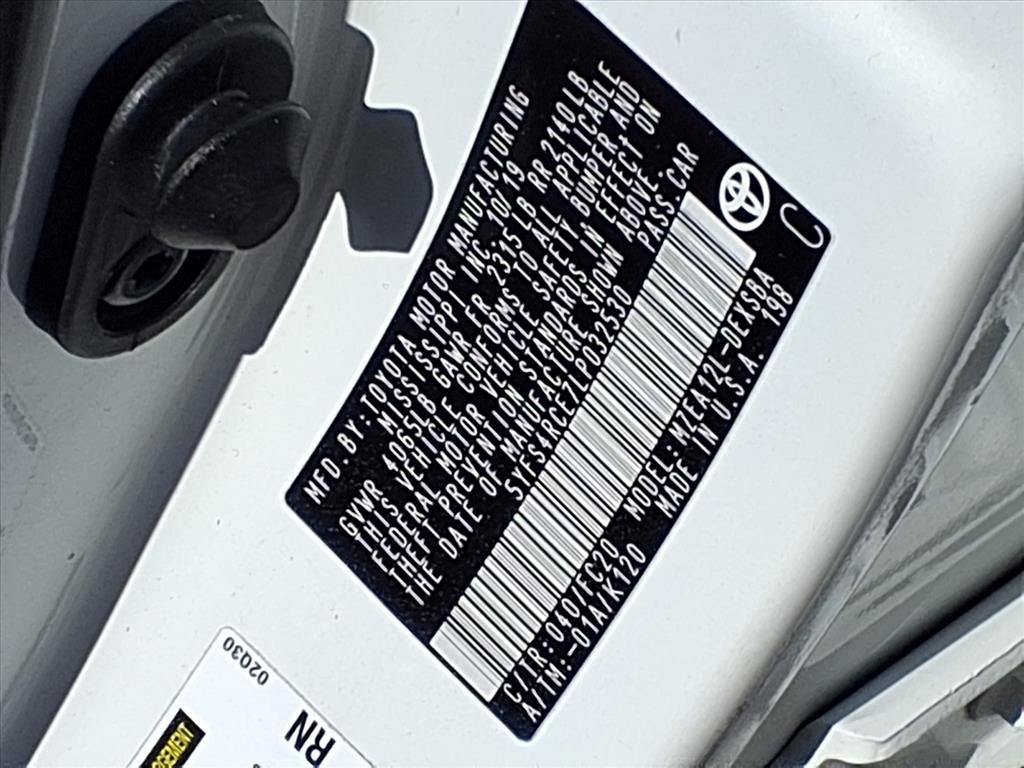 MFD.BY:TOYOTA MOTOR MANUFACTURING
MISSISSIPPI INC. 10/19
GVWR 4065LB GAWR FR 2315LB RR 2140LB
THIS VEHICLE CONFORMS TO ALL APPLICABLE
FEDERAL MOTOR VEHICLE SAFETY, BUMPER AND
THEFT PREVENTION STANDARDS IN EFFECT ON
THE DATE OF MANUFACTURE SHOWN ABOVE.
5YFS4RCE7LP032530 PASS.CAR
C/TR:040/FC20 MODEL:MZEA12L-DEXSBA
A/TM:-01A/K120 MADE IN U.S.A. 198
C
02Q30
RN